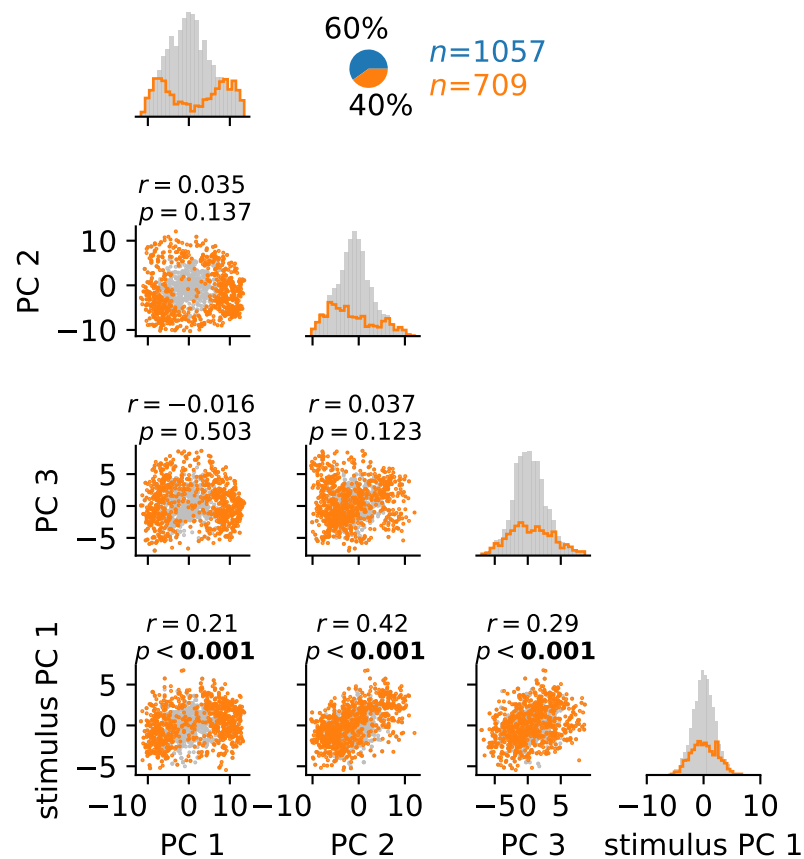 60%
n=1057
n=709
40%
r = 0.035
p = 0.137
PC 2
10
0
−10
r = −0.016
p = 0.503
r = 0.037
p = 0.123
PC 3
5
0
−5
r = 0.21
p < 0.001
r = 0.42
p < 0.001
r = 0.29
p < 0.001
stimulus PC 1
5
0
−5
−10 0 10
−10 0 10
−5 0 5
−10 0 10
PC 1
PC 2
PC 3
stimulus PC 1